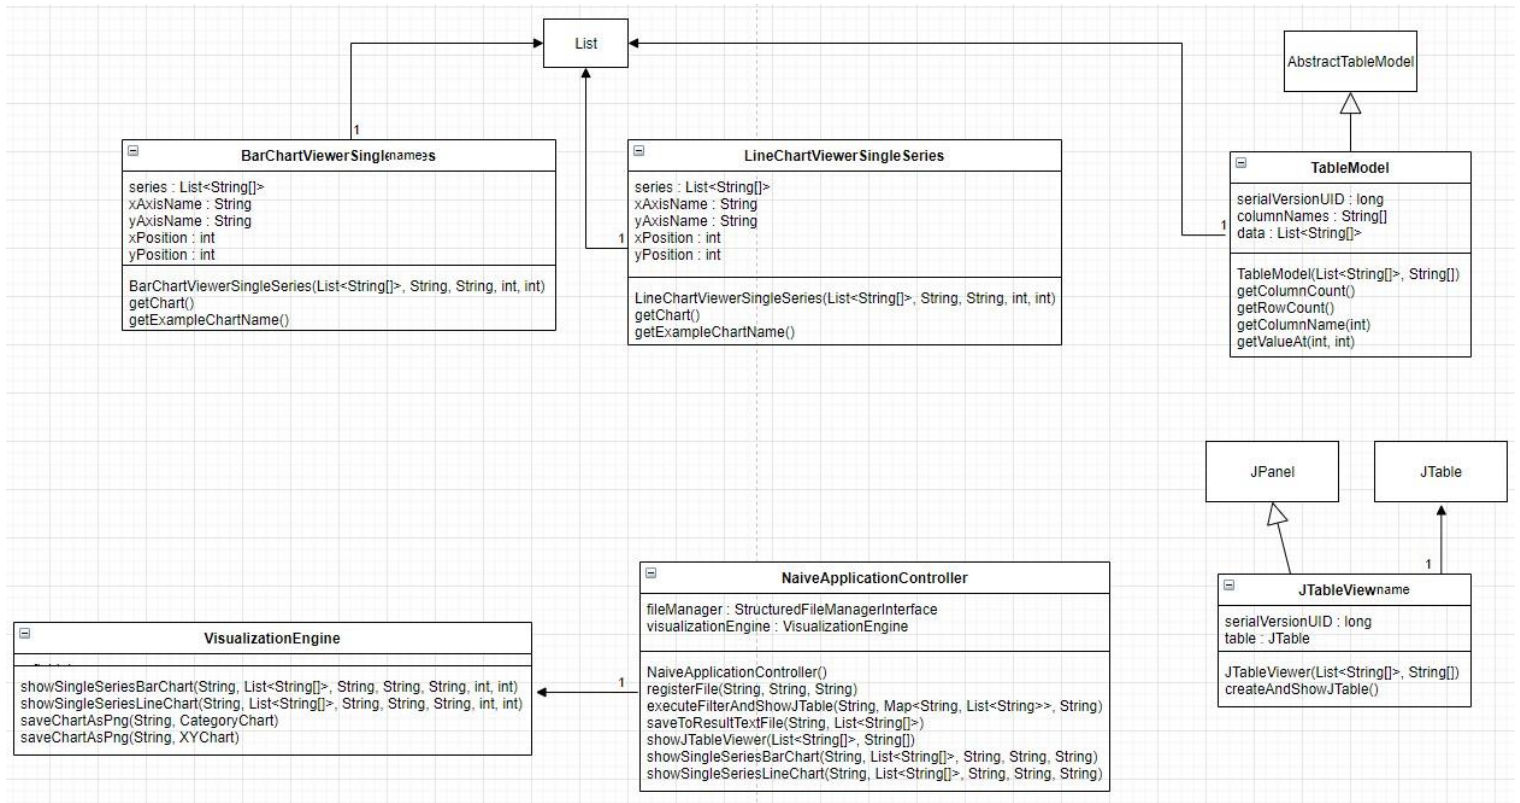 List
AbstractTableModel
1
BarChartViewerSinglenames
series : List<String[]>
xAxisName : String
yAxisName : String
xPosition : int
yPosition : int
BarChartViewerSingleSeries(List<String[]>, String, String, int, int)
getChart()
getExampleChartName()
1
LineChartViewerSingleSeries
series : List<String[]>
xAxisName : String
yAxisName : String
xPosition : int
yPosition : int
LineChartViewerSingleSeries(List<String[]>, String, String, int, int)
getChart()
getExampleChartName()
1
TableModel
serialVersionUID : long
columnNames : String[]
data : List<String[]>
TableModel(List<String[]>, String[])
getColumnCount()
getRowCount()
getColumnName(int)
getValueAt(int, int)
JPanel
JTable
1
JTableViewname
serialVersionUID : long
table : JTable
JTableViewer(List<String[]>, String[])
createAndShowJTable()
NaiveApplicationController
fileManager : StructuredFileManagerInterface
visualizationEngine : VisualizationEngine
NaiveApplicationController()
registerFile(String, String, String)
executeFilterAndShowJTable(String, Map<String, List<String>>, String)
saveToResultTextFile(String, List<String[]>)
showJTableViewer(List<String[]>, String[])
showSingleSeriesBarChart(String, List<String[]>, String, String, String)
showSingleSeriesLineChart(String, List<String[]>, String, String, String)
1
VisualizationEngine
showSingleSeriesBarChart(String, List<String[]>, String, String, String, int, int)
showSingleSeriesLineChart(String, List<String[]>, String, String, String, int, int)
saveChartAsPng(String, CategoryChart)
saveChartAsPng(String, XYChart)